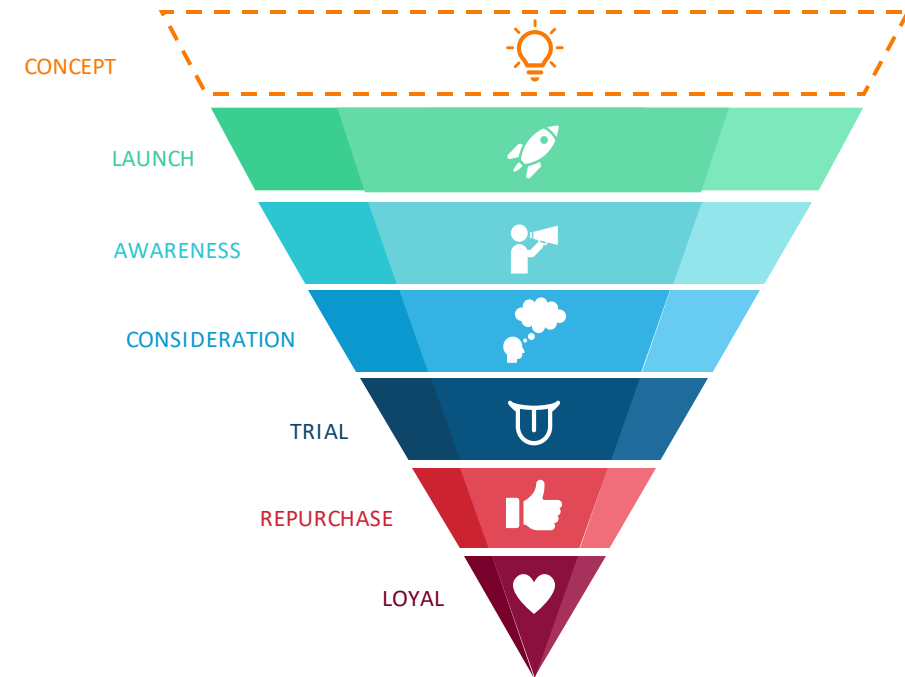 CONCEPT
LAUNCH
AWARENESS
CONSIDERATION
TRIAL
REPURCHASE
LOYAL